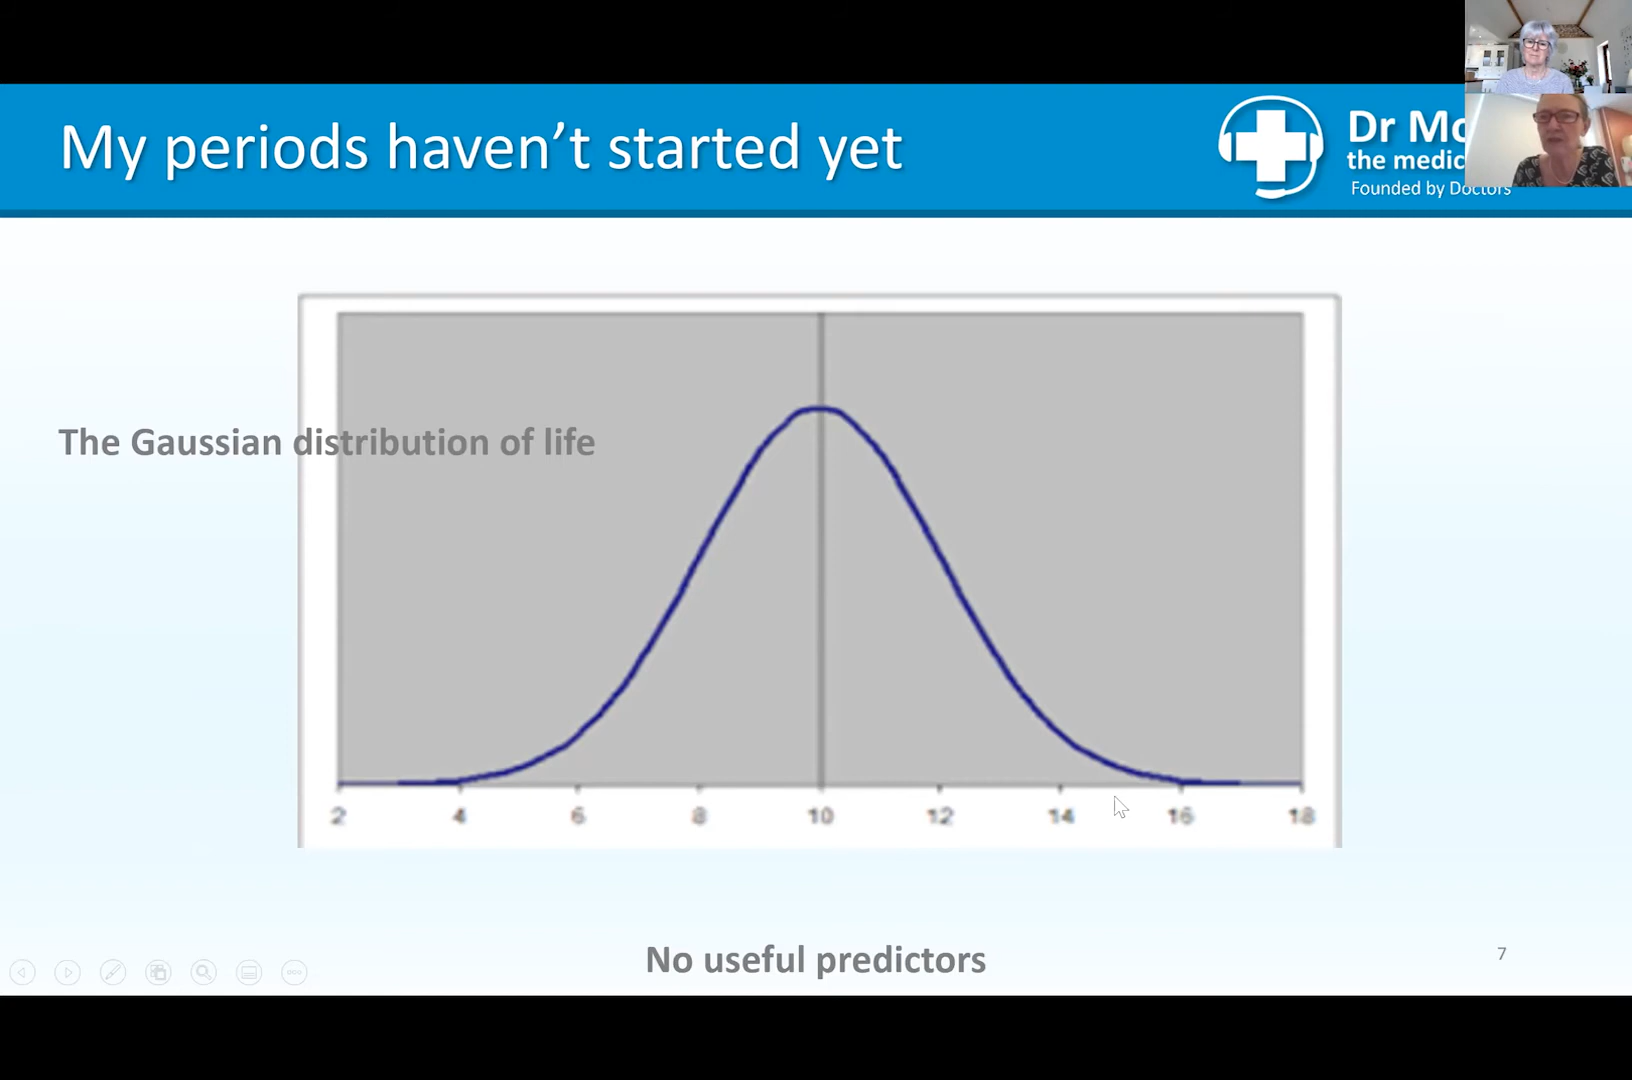 My periods haven't started yet
Dr Mo
the medic
Founded by Doctors
The Gaussian distribution of life
2 4 6 8 10 12 14 16 18
No useful predictors
7